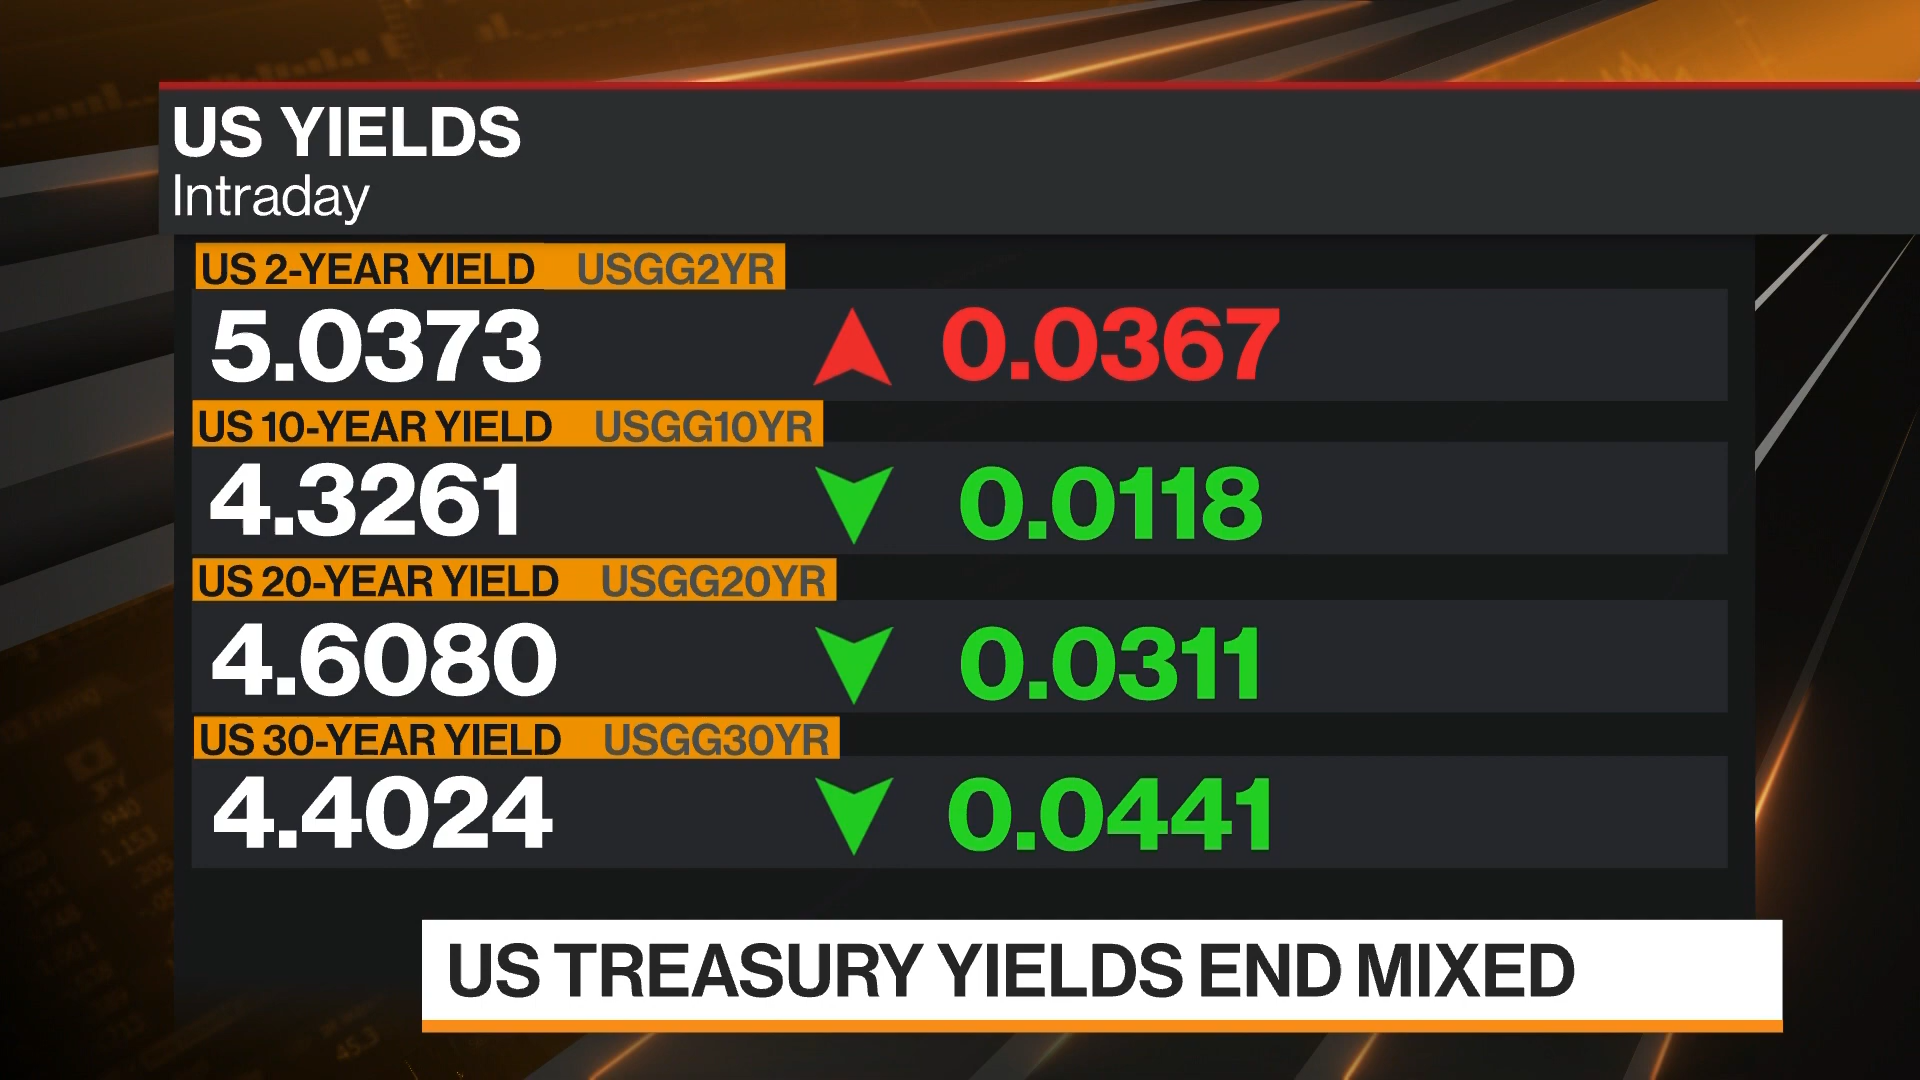 US YIELDS
Intraday
US 2-YEAR YIELD USGG2YR
5.0373 ▲ 0.0367
US 10-YEAR YIELD USGG10YR
4.3261 ▼ 0.0118
US 20-YEAR YIELD USGG20YR
4.6080 ▼ 0.0311
US 30-YEAR YIELD USGG30YR
4.4024 ▼ 0.0441
US TREASURY YIELDS END MIXED